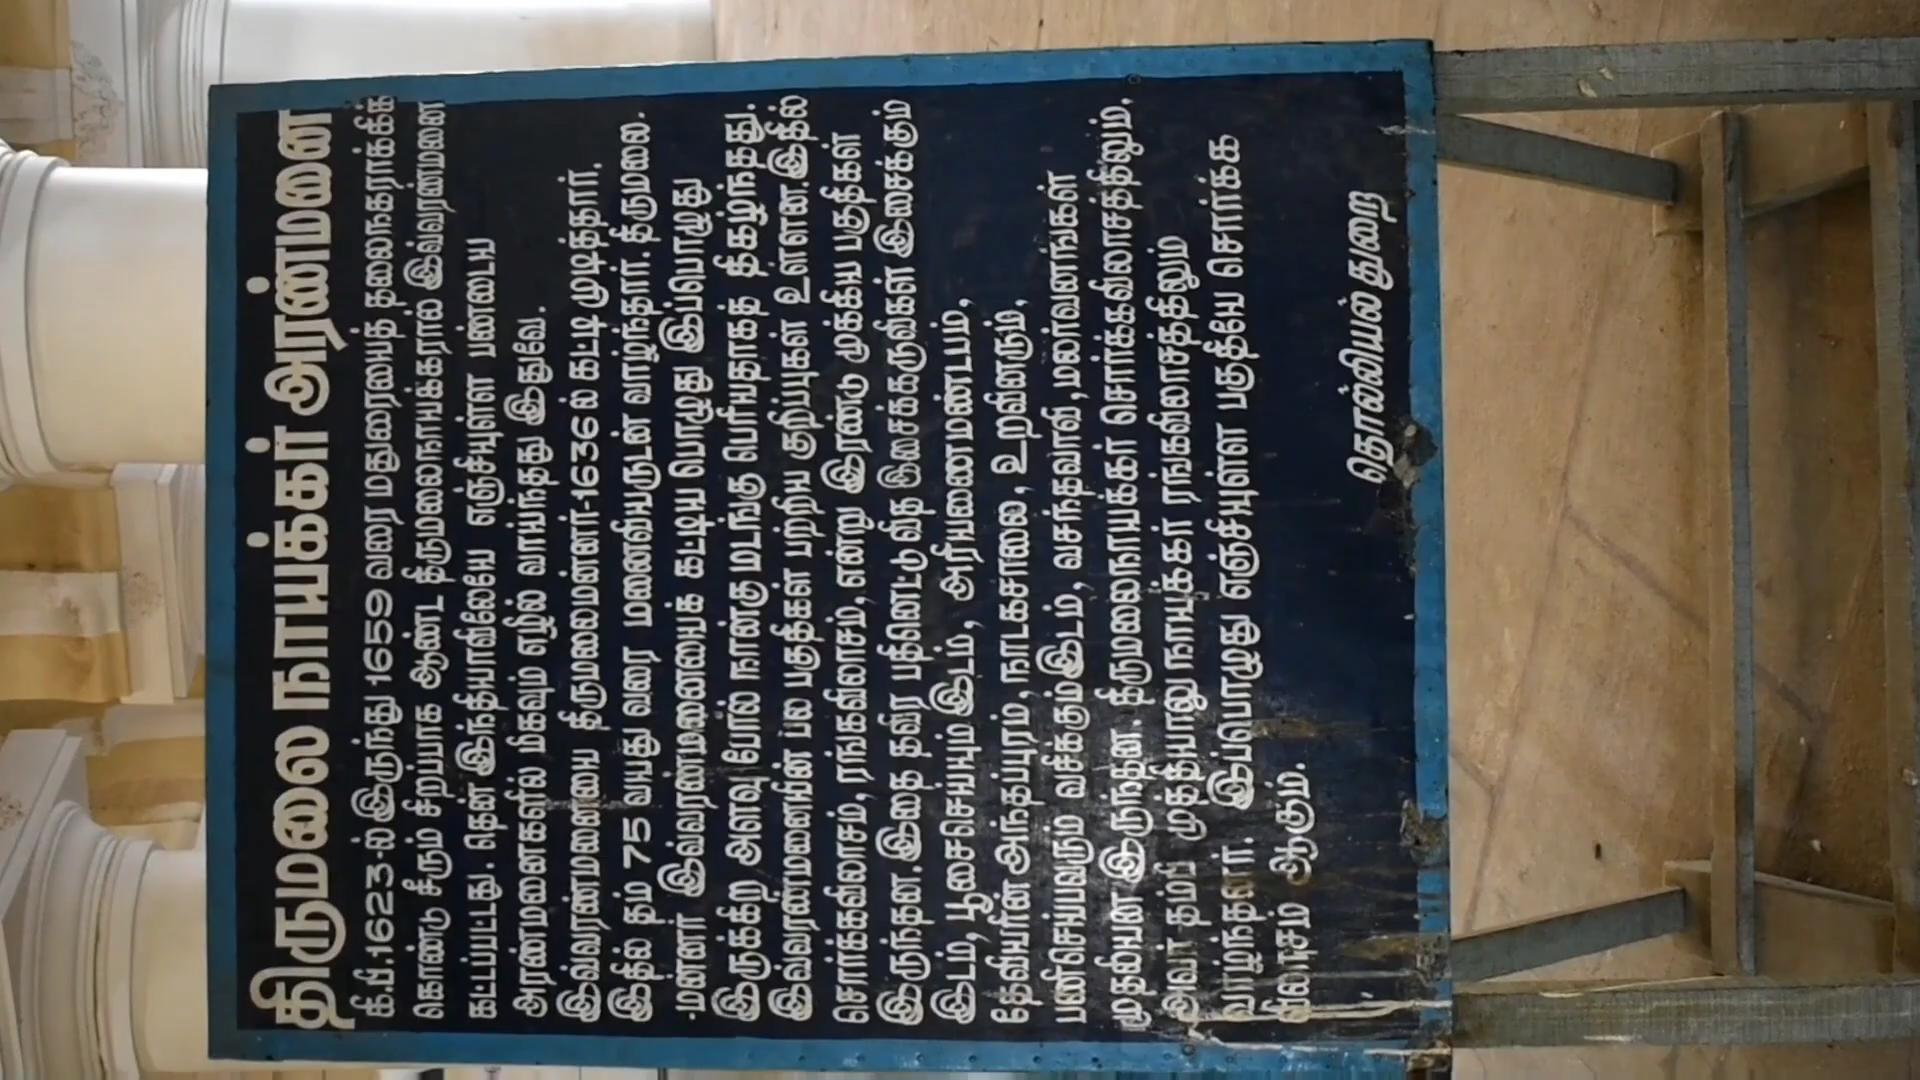 திருமலை நாயக்கர் அரண்மனை
கி.பி.1623-ல்இருந்து 1659 வரை மதுரையைத் தலைநகராக்கிக்
கொண்டு சீரும் சிறப்பாக ஆண்ட திருமலைநாயக்கரால் இவ்வரண்மனை
கட்டப்பட்டது. தென் இந்தியாவிலேயே எஞ்சியுள்ள பண்டைய
அரண்மனைகளில் மிகவும் எழில் வாய்ந்தது இதுவே.
இவ்வரண்மனையை திருமலைமன்னர்-1636ல் கட்டி முடித்தார்.
இதில் தம் 75 வயது வரை மனைவியருடன் வாழ்ந்தார். திருமலை.
மன்னர் இவ்வரண்மனையைக் கட்டிய பொழுது இப்பொழுது
இருக்கிற அளவு போல் நான்கு மடங்கு பெரியதாகத் திகழ்ந்தது.
இவ்வரண்மனையின் பல பகுதிகள் பற்றிய குறிப்புகள் உள்ளன.இதில்
சொர்க்கவிலாசம், ரங்கவிலாசம், என்று இரண்டு முக்கிய பகுதிகள்
இருந்தன.இதை தவிர பதினெட்டு வித இசைக்கருவிகள் இசைக்கும்
இடம், பூசைசெய்யும்இடம், அரியணைமண்டபம்,
தேவியரின்அந்தப்புரம், நாடகசாலை, உறவினரும்,
பணிசெய்பவரும் வசிக்கும்இடம், வசந்தவாவி,மலர்வனங்கள்
முதலியன இருந்தன. திருமலைநாயக்கர் சொர்க்கவிலாசத்திலும்,
அவர் தம்பி முத்தியாலு நாயக்கர் ரங்கவிலாசத்திலும்
வாழ்ந்தனர். இப்பொழுது எஞ்சியுள்ள பகுதியே சொர்க்க
விலாசம் ஆகும்.
தொல்லியல் துறை